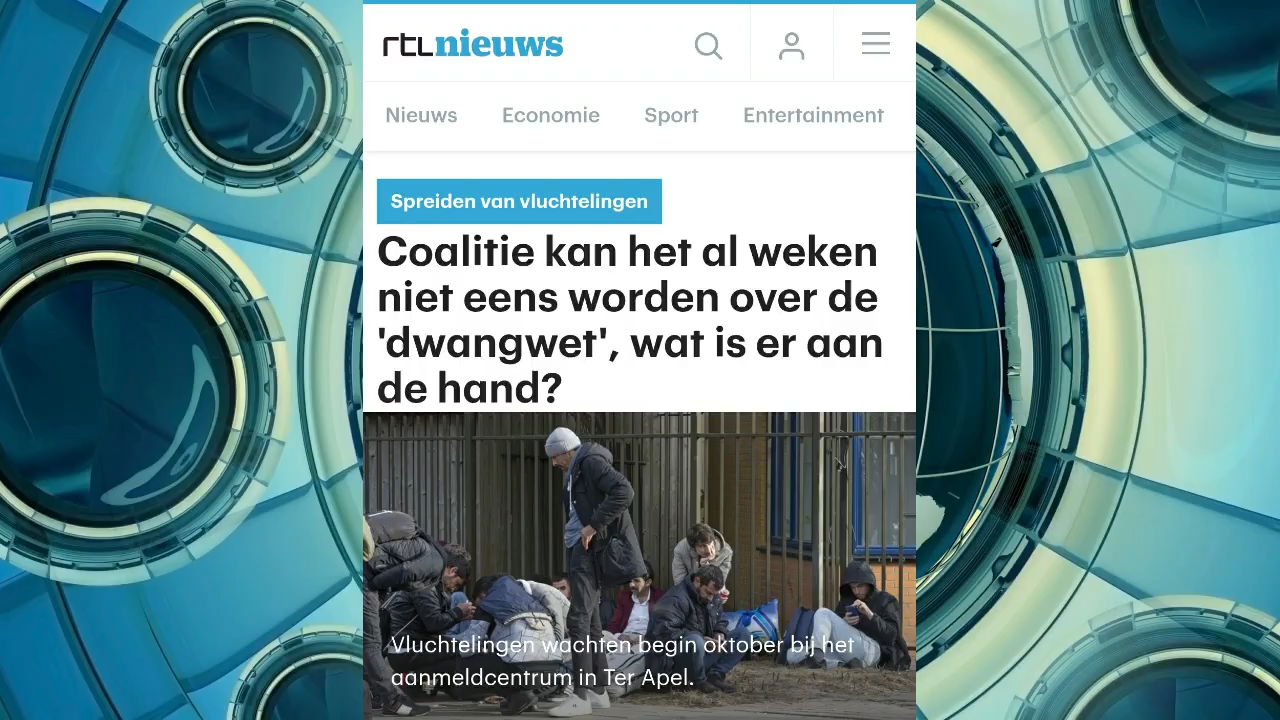 rtlnieuws
Nieuws Economie Sport Entertainment
Spreiden van vluchtelingen
Coalitie kan het al weken
niet eens worden over de
'dwangwet', wat is er aan
de hand?
Vluchtelingen wachten begin oktober bij het
aanmeldcentrum in Ter Apel.